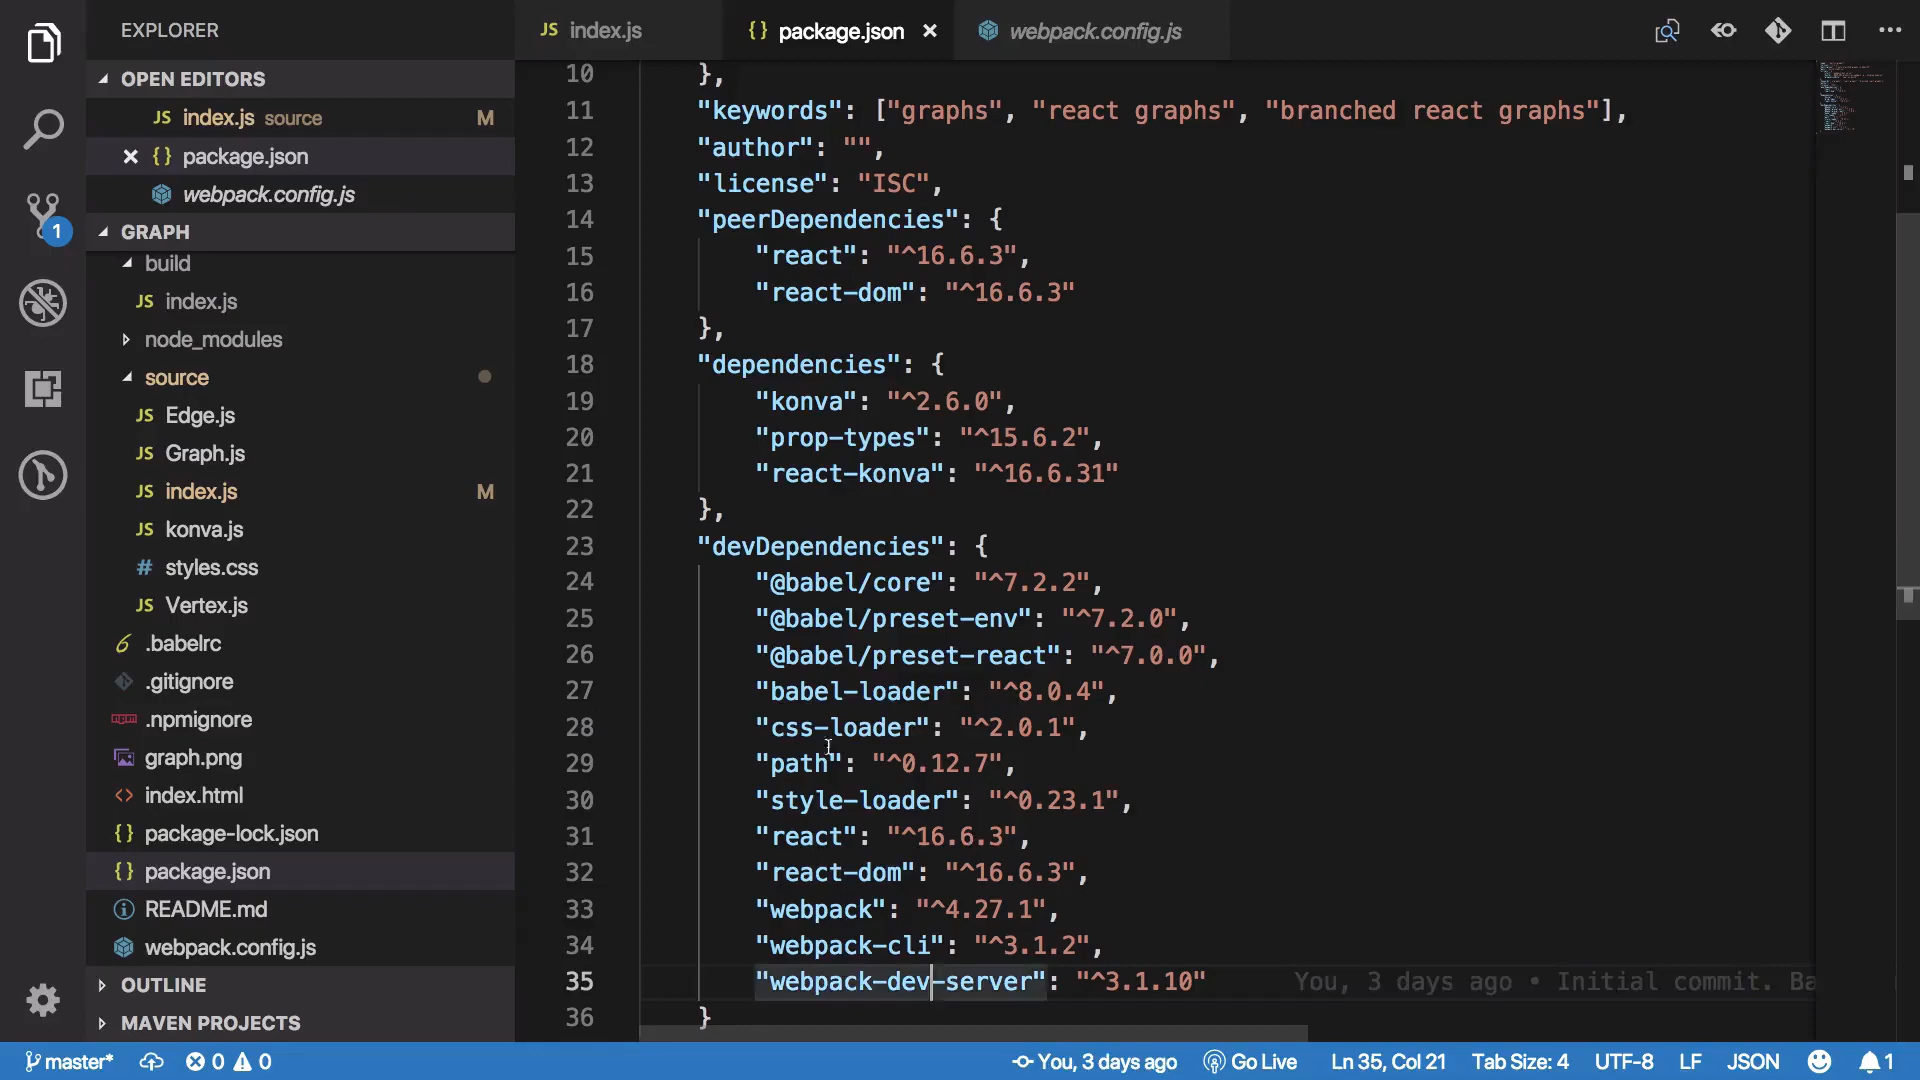 EXPLORER
OPEN EDITORS
JS index.js source M
{} package.json
webpack.config.js
GRAPH
build
JS index.js
node_modules
source
JS Edge.js
JS Graph.js
JS index.js M
JS konva.js
# styles.css
JS Vertex.js
.babelrc
.gitignore
npm .npmignore
graph.png
<> index.html
{} package-lock.json
{} package.json
README.md
webpack.config.js
OUTLINE
MAVEN PROJECTS
1
JS index.js {} package.json webpack.config.js
10 },
11 "keywords": ["graphs", "react graphs", "branched react graphs"],
12 "author": "",
13 "license": "ISC",
14 "peerDependencies": {
15 "react": "^16.6.3",
16 "react-dom": "^16.6.3"
17 },
18 "dependencies": {
19 "konva": "^2.6.0",
20 "prop-types": "^15.6.2",
21 "react-konva": "^16.6.31"
22 },
23 "devDependencies": {
24 "@babel/core": "^7.2.2",
25 "@babel/preset-env": "^7.2.0",
26 "@babel/preset-react": "^7.0.0",
27 "babel-loader": "^8.0.4",
28 "css-loader": "^2.0.1",
29 "path": "^0.12.7",
30 "style-loader": "^0.23.1",
31 "react": "^16.6.3",
32 "react-dom": "^16.6.3",
33 "webpack": "^4.27.1",
34 "webpack-cli": "^3.1.2",
35 "webpack-dev-server": "^3.1.10" You, 3 days ago • Initial commit. Ba
36 }
master* 0 0 You, 3 days ago Go Live Ln 35, Col 21 Tab Size: 4 UTF-8 LF JSON 1